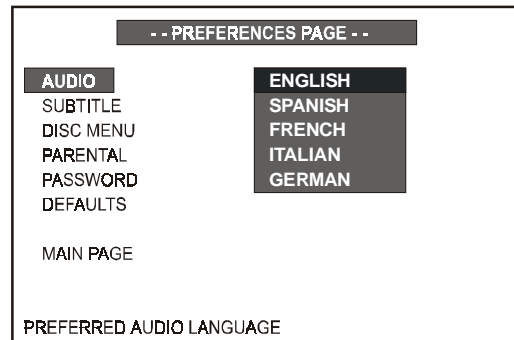 - - PREFERENCES PAGE - -
AUDIO
SUBTITLE
DISC MENU
PARENTAL
PASSWORD
DEFAULTS
MAIN PAGE
ENGLISH
SPANISH
FRENCH
ITALIAN
GERMAN
PREFERRED AUDIO LANGUAGE